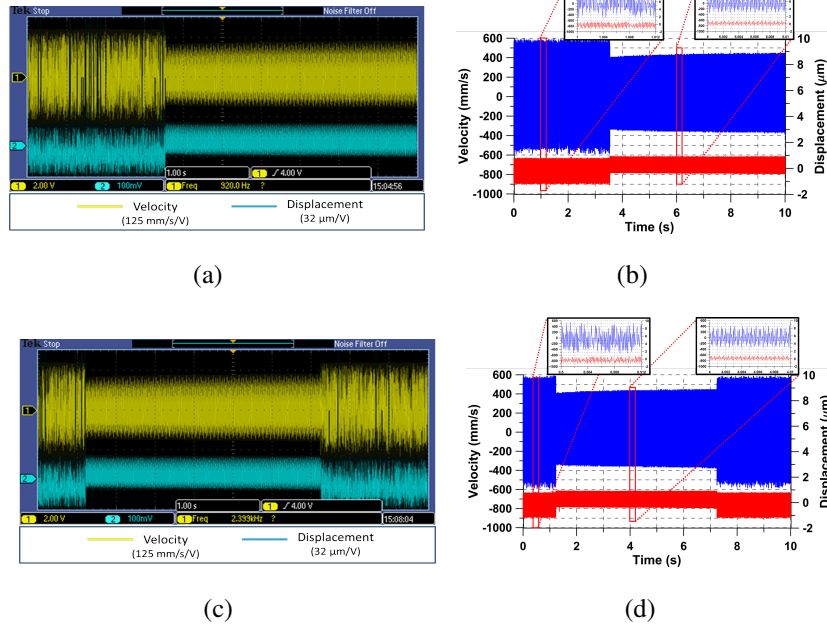 Tek Stop
Noise Filter Off
1
2
1.00 s
1 ∫ 4.00 V
1 2.00 V
2 100mV
1 Freq 920.0 Hz ?
15:04:56
Velocity
(125 mm/s/V)
Displacement
(32 µm/V)
(a)
600
400
200
0
-200
-400
-600
-800
-1000
Velocity (mm/s)
10
8
6
4
2
0
-2
Displacement (µm)
0 2 4 6 8 10
Time (s)
(b)
Tek Stop
Noise Filter Off
1
2
1.00 s
1 ∫ 4.00 V
1 2.00 V
2 100mV
1 Freq 2.399kHz ?
15:08:04
Velocity
(125 mm/s/V)
Displacement
(32 µm/V)
(c)
600
400
200
0
-200
-400
-600
-800
-1000
Velocity (mm/s)
10
8
6
4
2
0
-2
Displacement (µm)
0 2 4 6 8 10
Time (s)
(d)